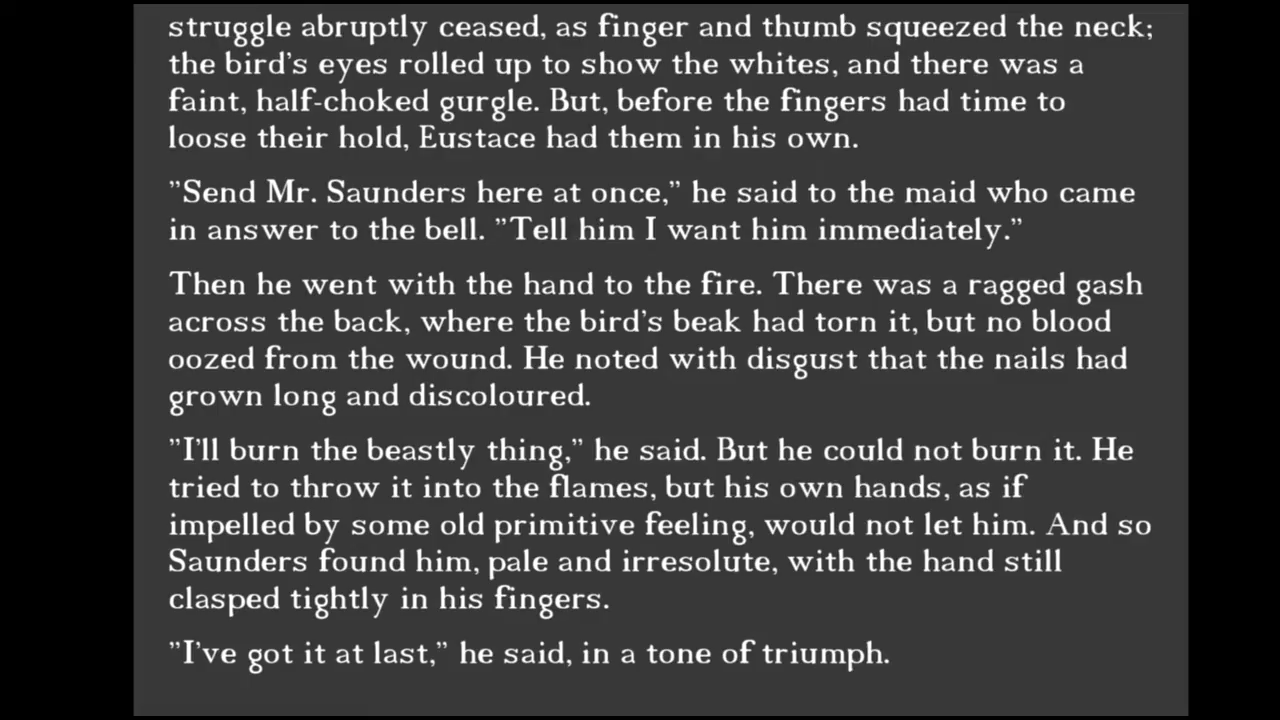 struggle abruptly ceased, as finger and thumb squeezed the neck;
the bird's eyes rolled up to show the whites, and there was a
faint, half-choked gurgle. But, before the fingers had time to
loose their hold, Eustace had them in his own.
"Send Mr. Saunders here at once," he said to the maid who came
in answer to the bell. "Tell him I want him immediately."
Then he went with the hand to the fire. There was a ragged gash
across the back, where the bird's beak had torn it, but no blood
oozed from the wound. He noted with disgust that the nails had
grown long and discoloured.
"I'll burn the beastly thing," he said. But he could not burn it. He
tried to throw it into the flames, but his own hands, as if
impelled by some old primitive feeling, would not let him. And so
Saunders found him, pale and irresolute, with the hand still
clasped tightly in his fingers.
"I've got it at last," he said, in a tone of triumph.